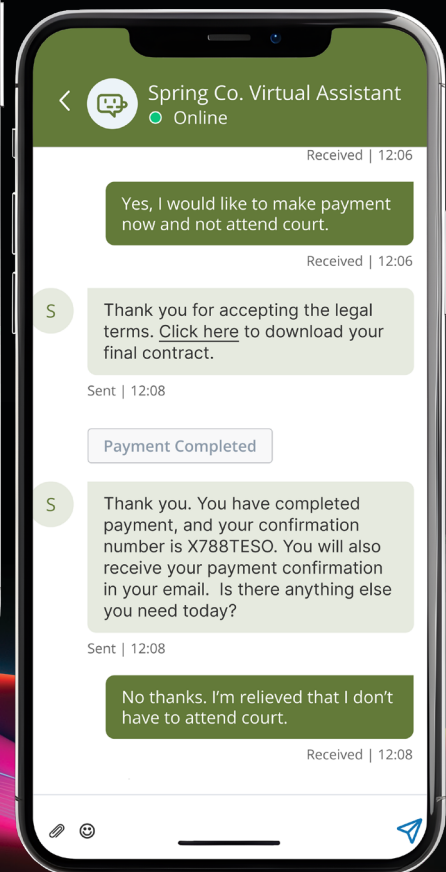 Spring Co. Virtual Assistant
Online
Received | 12:06
Yes, I would like to make payment
now and not attend court.
Received | 12:06
S
Thank you for accepting the legal
terms. Click here to download your
final contract.
Sent | 12:08
Payment Completed
S
Thank you. You have completed
payment, and your confirmation
number is X788TESO. You will also
receive your payment confirmation
in your email.  Is there anything else
you need today?
Sent | 12:08
No thanks. I’m relieved that I don’t
have to attend court.
Received | 12:08